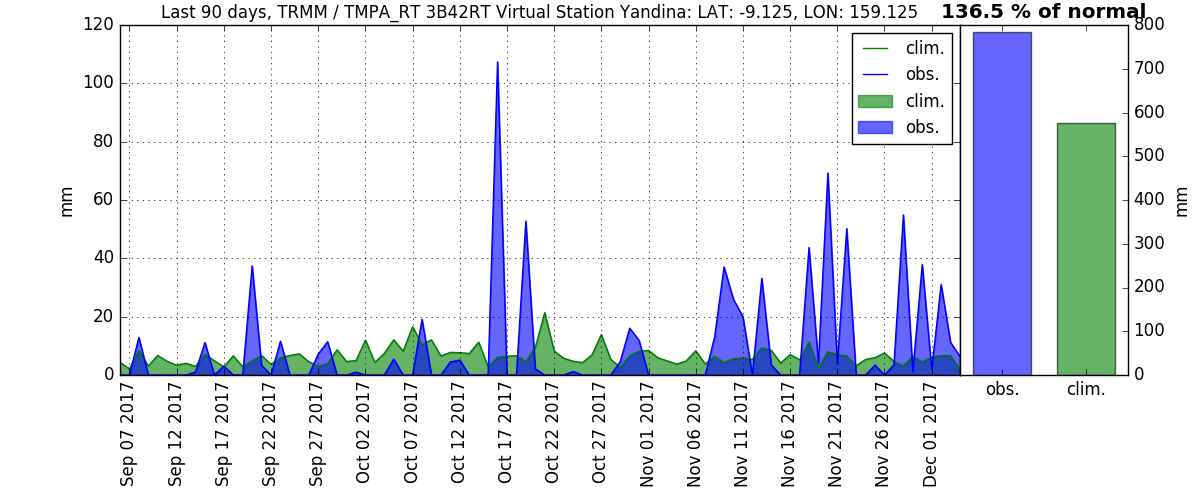 Last 90 days, TRMM / TMPA_RT 3B42RT Virtual Station Yandina: LAT: -9.125, LON: 159.125
136.5 % of normal
120
100
80
60
40
20
0
mm
clim.
obs.
clim.
obs.
800
700
600
500
400
300
200
100
0
mm
obs.
clim.
Sep 07 2017
Sep 12 2017
Sep 17 2017
Sep 22 2017
Sep 27 2017
Oct 02 2017
Oct 07 2017
Oct 12 2017
Oct 17 2017
Oct 22 2017
Oct 27 2017
Nov 01 2017
Nov 06 2017
Nov 11 2017
Nov 16 2017
Nov 21 2017
Nov 26 2017
Dec 01 2017